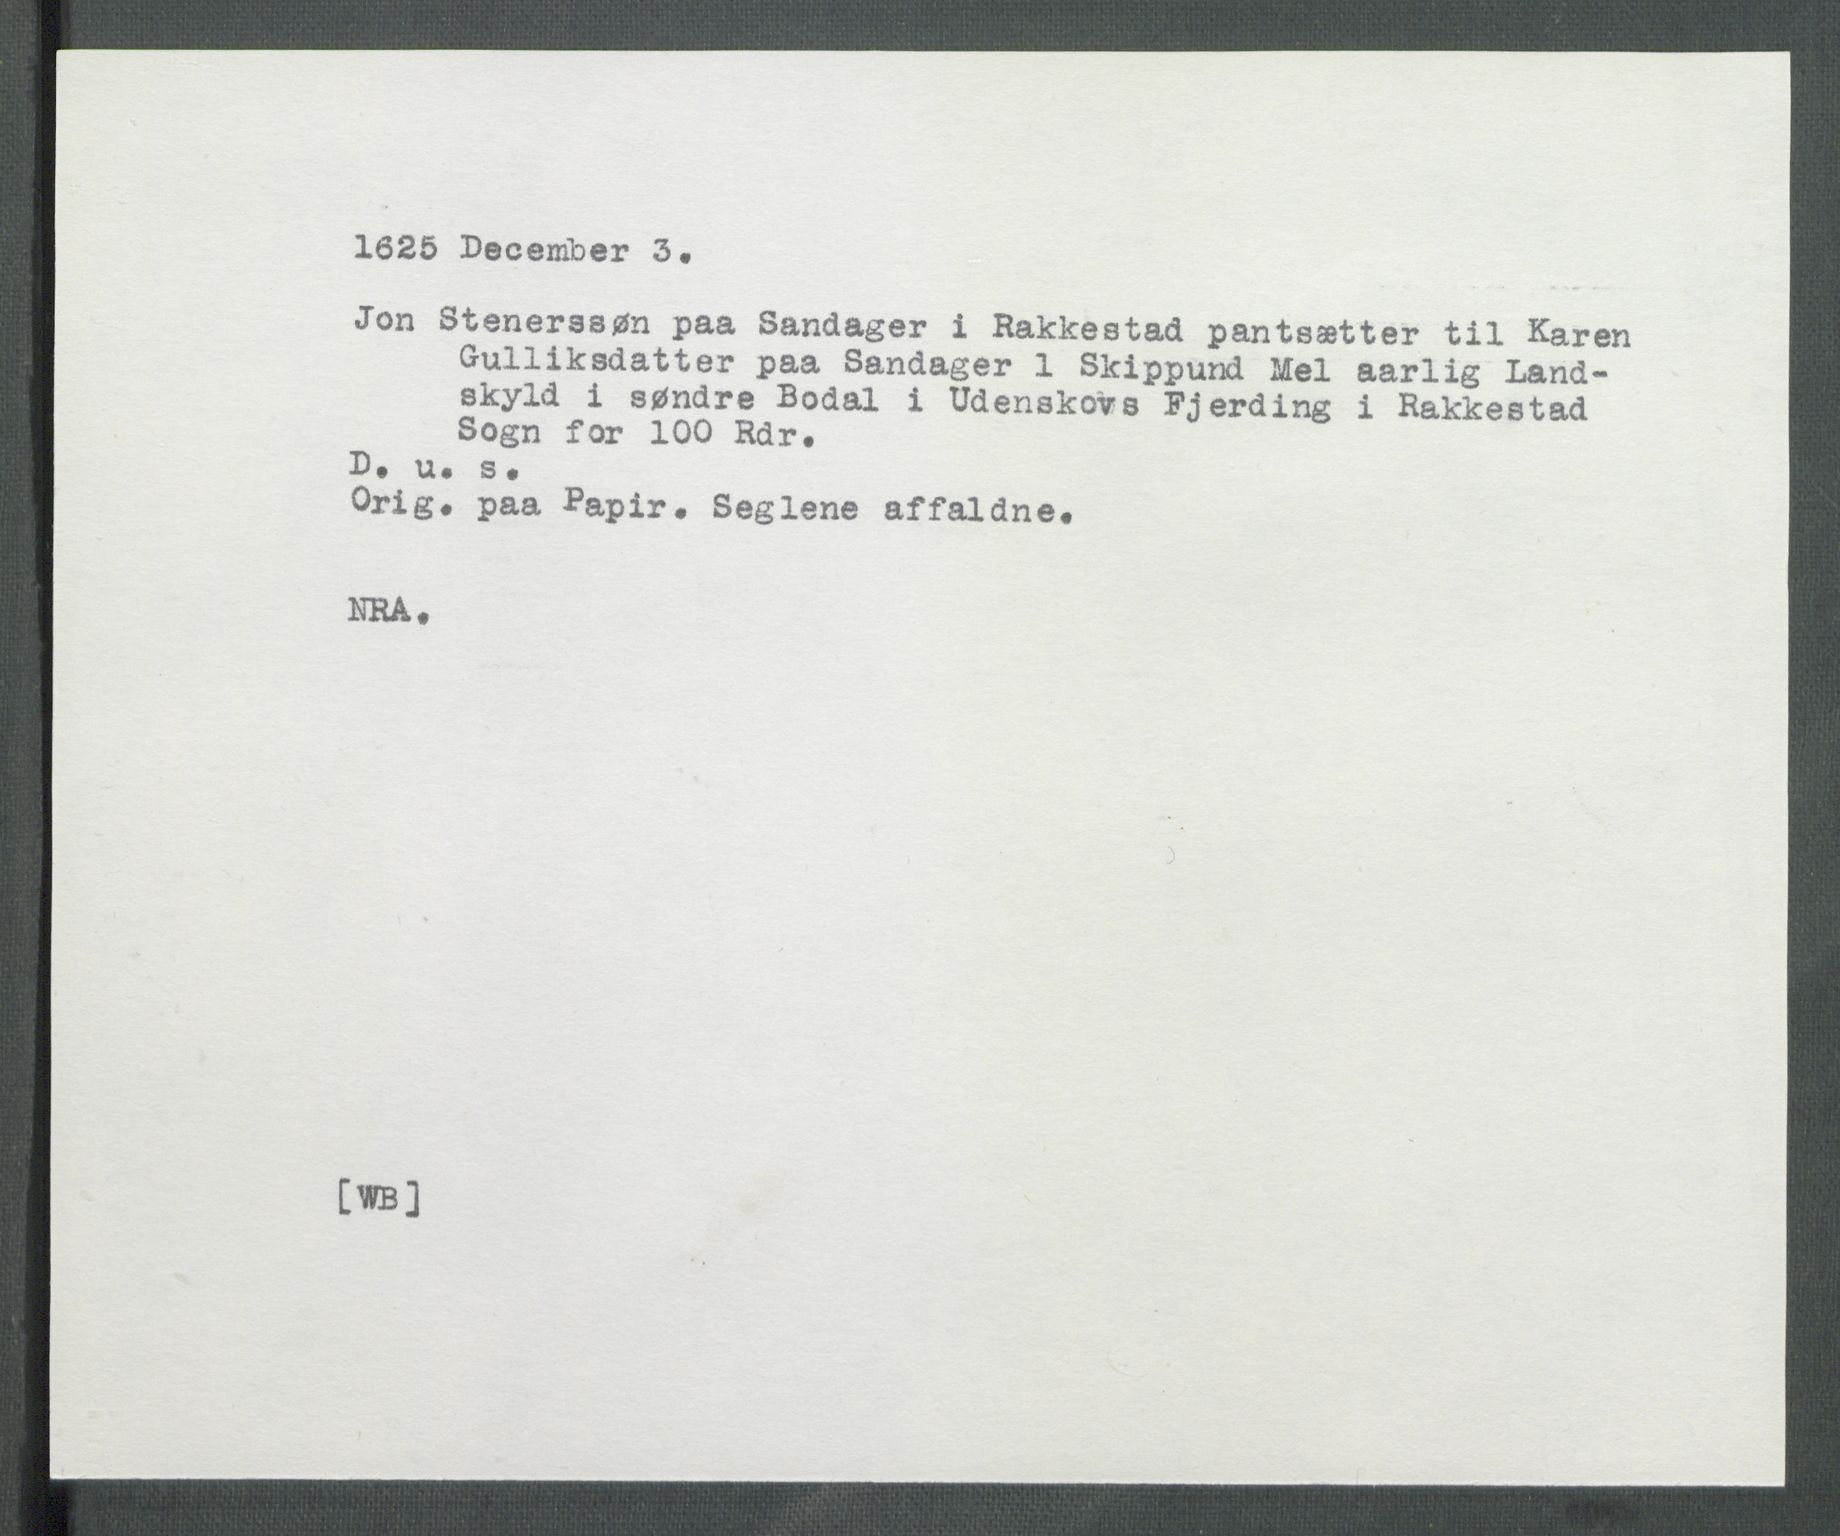 1625 December 3.
Jon Stenerssøn paa Sandager i Rakkestad pantsætter til Karen
Gulliksdatter paa Sandager 1 Skippund Mel aarlig Land-
skyld i søndre Bodal i Udenskovs Fjerding i Rakkestad
Sogn for 100 Rdr.
D. u. s.
Orig. paa Papir. Seglene affaldne.
NRA.
[WB]